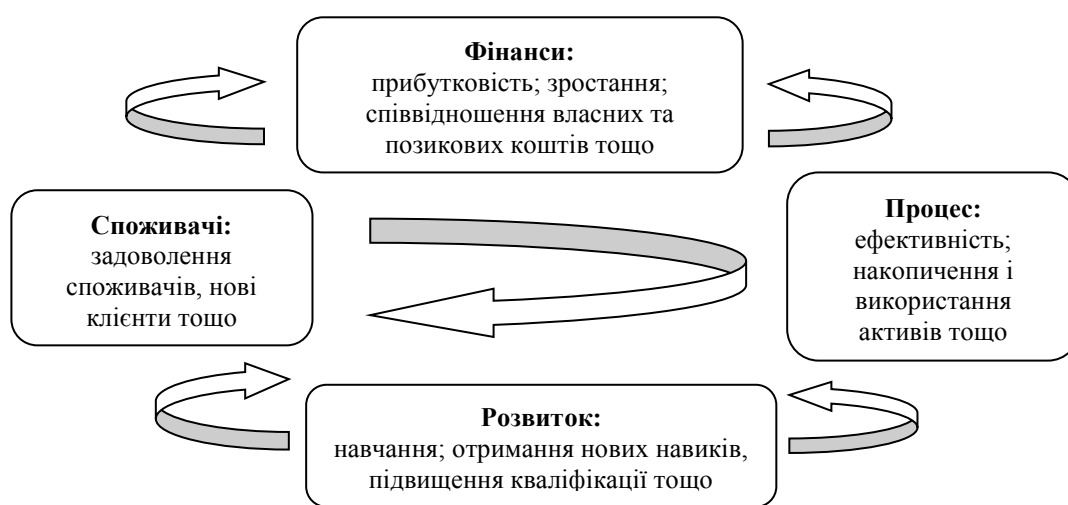 Фінанси:
прибутковість; зростання;
співвідношення власних та
позикових коштів тощо
Споживачі:
задоволення
споживачів, нові
клієнти тощо
Процес:
ефективність;
накопичення і
використання
активів тощо
Розвиток:
навчання; отримання нових навиків,
підвищення кваліфікації тощо